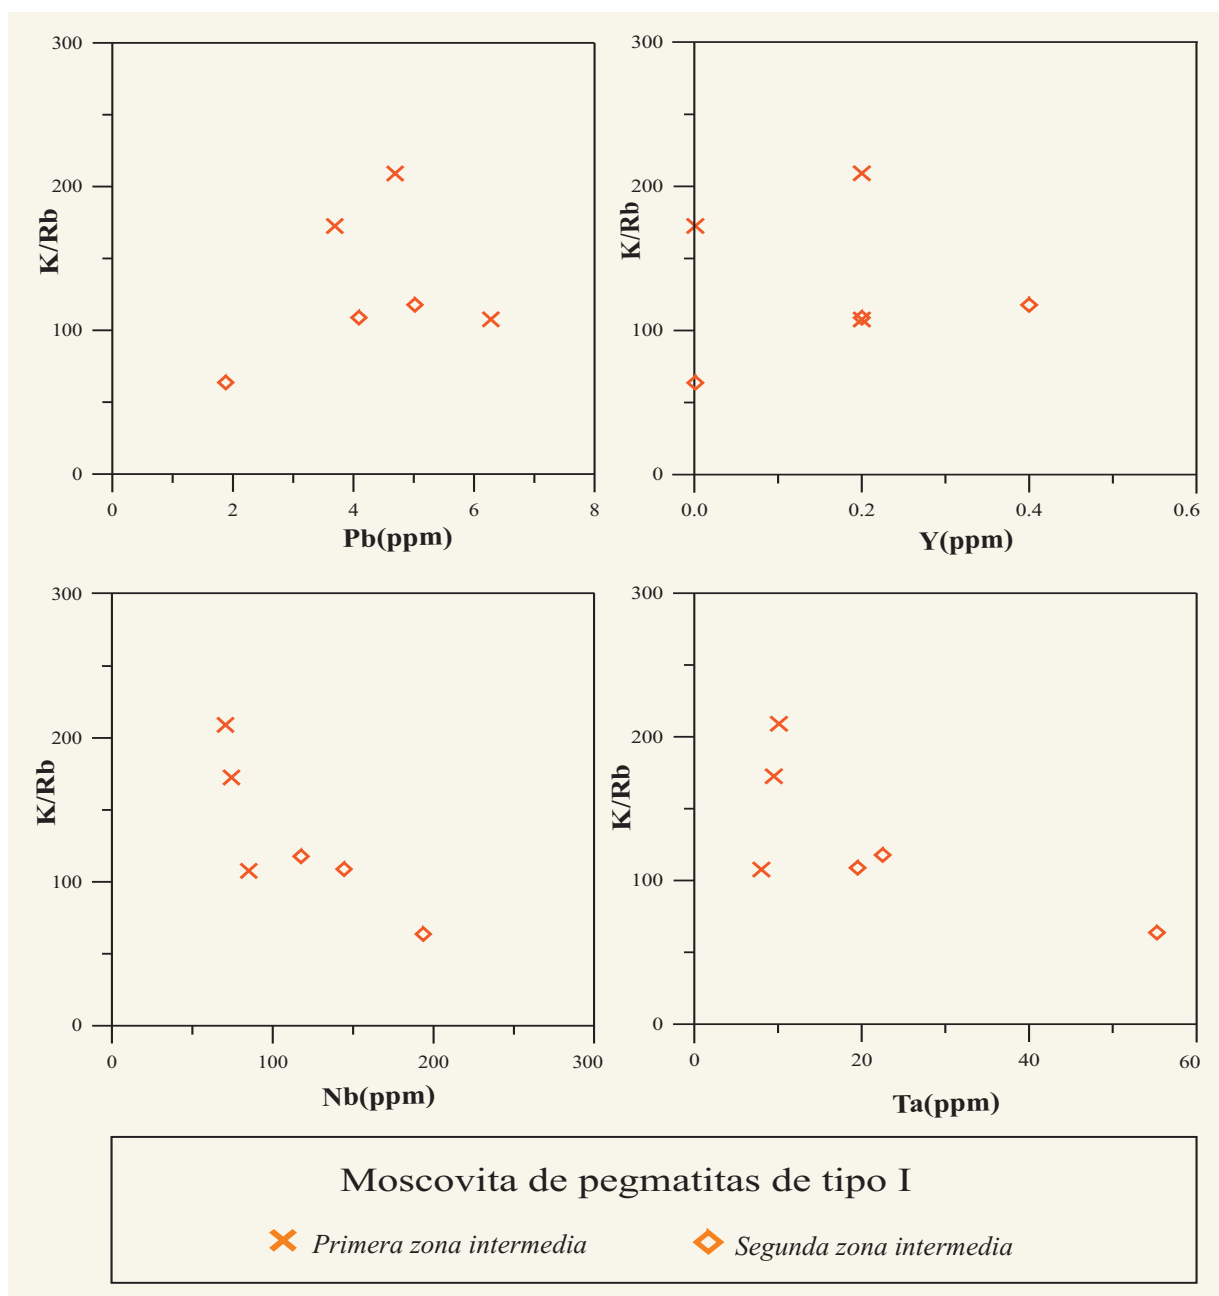 300
200
100
0
K/Rb
0 2 4 6 8
Pb(ppm)
300
200
100
0
K/Rb
0.0 0.2 0.4 0.6
Y(ppm)
300
200
100
0
K/Rb
0 100 200 300
Nb(ppm)
300
200
100
0
K/Rb
0 20 40 60
Ta(ppm)
Moscovita de pegmatitas de tipo I
Primera zona intermedia
Segunda zona intermedia